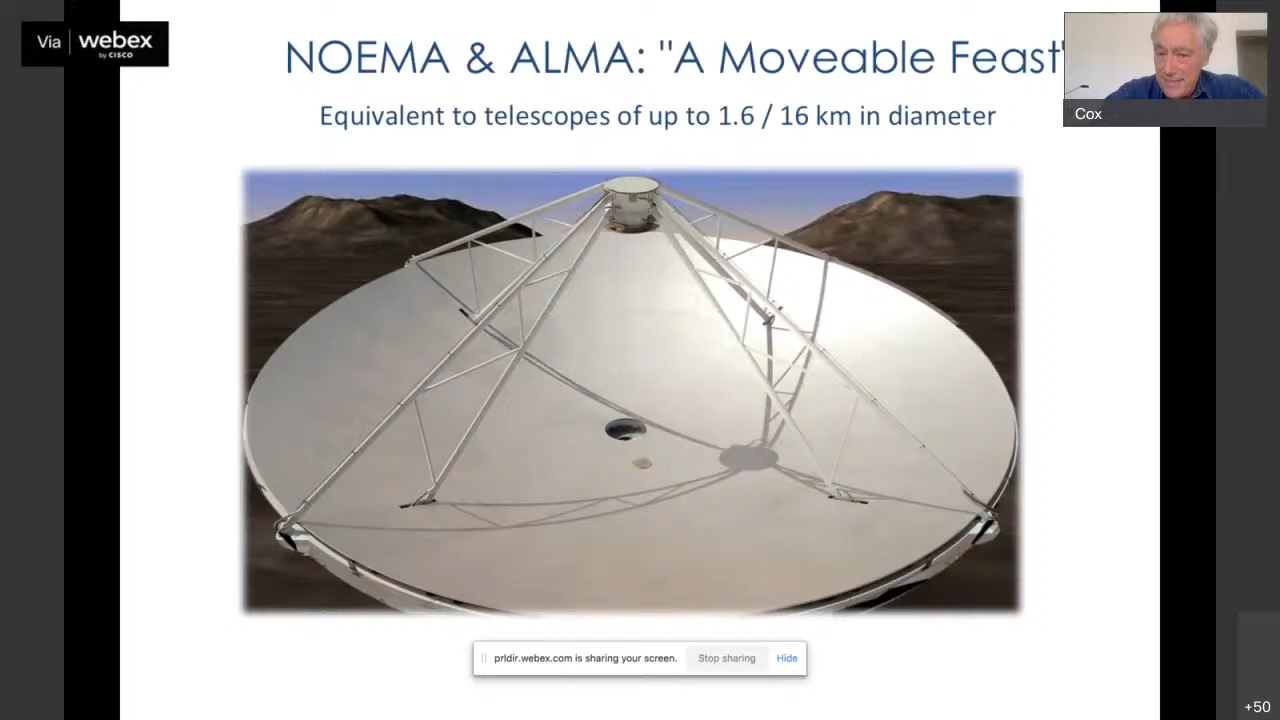 Via webex
by CISCO
NOEMA & ALMA: "A Moveable Feast"
Equivalent to telescopes of up to 1.6 / 16 km in diameter
Cox
prldir.webex.com is sharing your screen. Stop sharing Hide
+50